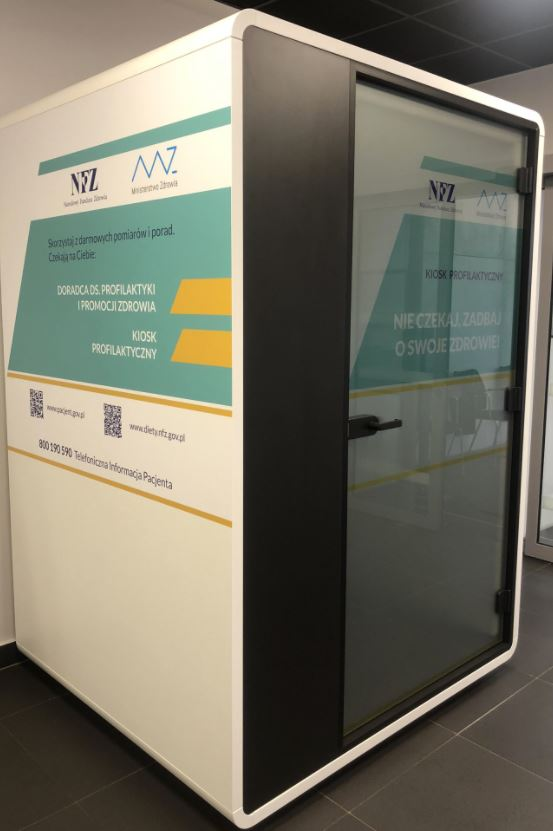 NFZ
Narodowy Fundusz Zdrowia
MZ
Ministerstwo Zdrowia
Skorzystaj z darmowych pomiarów i porad.
Czekają na Ciebie:
DORADCA DS. PROFILAKTYKI
I PROMOCJI ZDROWIA
KIOSK
PROFILAKTYCZNY
www.pacjent.gov.pl
www.diety.nfz.gov.pl
800 190 590 Telefoniczna Informacja Pacjenta
NFZ
Narodowy Fundusz Zdrowia
MZ
Ministerstwo Zdrowia
KIOSK PROFILAKTYCZNY
NIE CZEKAJ, ZADBAJ
O SWOJE ZDROWIE!